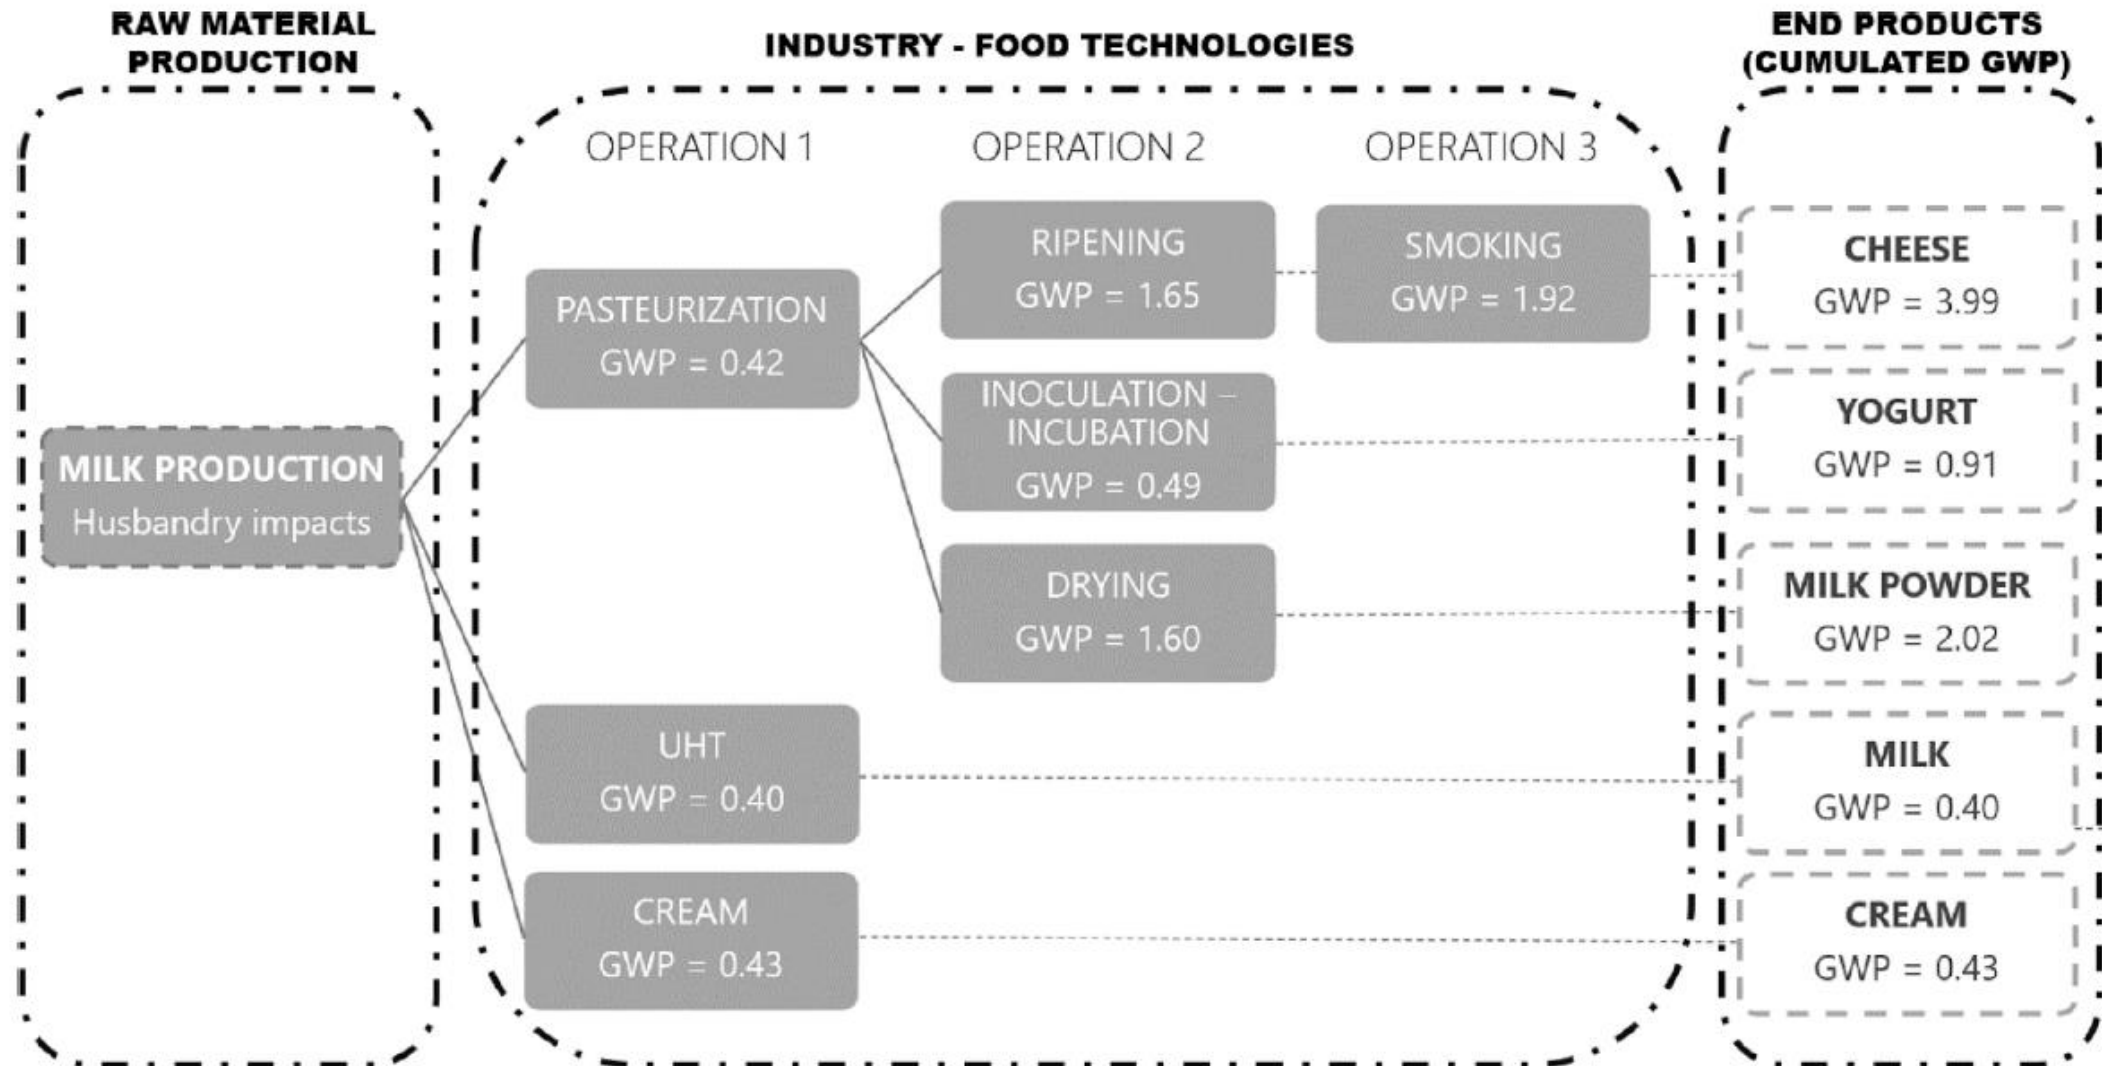 RAW MATERIAL
PRODUCTION
INDUSTRY - FOOD TECHNOLOGIES
END PRODUCTS
(CUMULATED GWP)
OPERATION 1
OPERATION 2
OPERATION 3
MILK PRODUCTION
Husbandry impacts
PASTEURIZATION
GWP = 0.42
UHT
GWP = 0.40
CREAM
GWP = 0.43
RIPENING
GWP = 1.65
INOCULATION –
INCUBATION
GWP = 0.49
DRYING
GWP = 1.60
SMOKING
GWP = 1.92
CHEESE
GWP = 3.99
YOGURT
GWP = 0.91
MILK POWDER
GWP = 2.02
MILK
GWP = 0.40
CREAM
GWP = 0.43